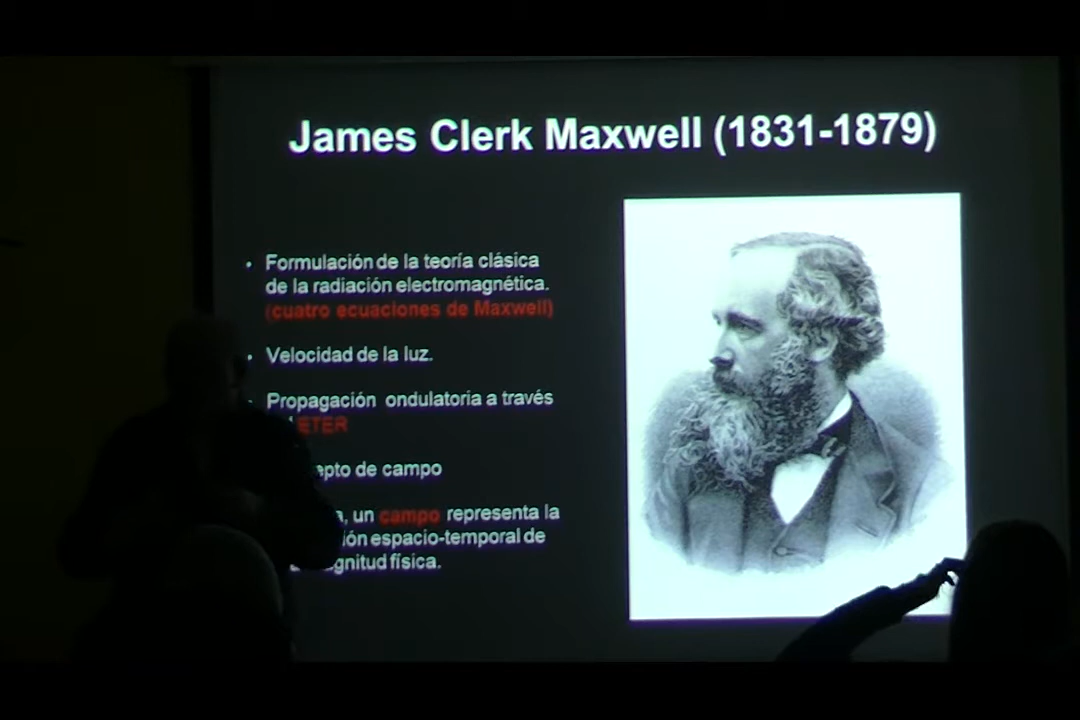 James Clerk Maxwell (1831-1879)
• Formulación de la teoría clásica
de la radiación electromagnética.
(cuatro ecuaciones de Maxwell)
• Velocidad de la luz.
• Propagación ondulatoria a través
ETER
epto de campo
a, un campo representa la
ión espacio-temporal de
gnitud física.